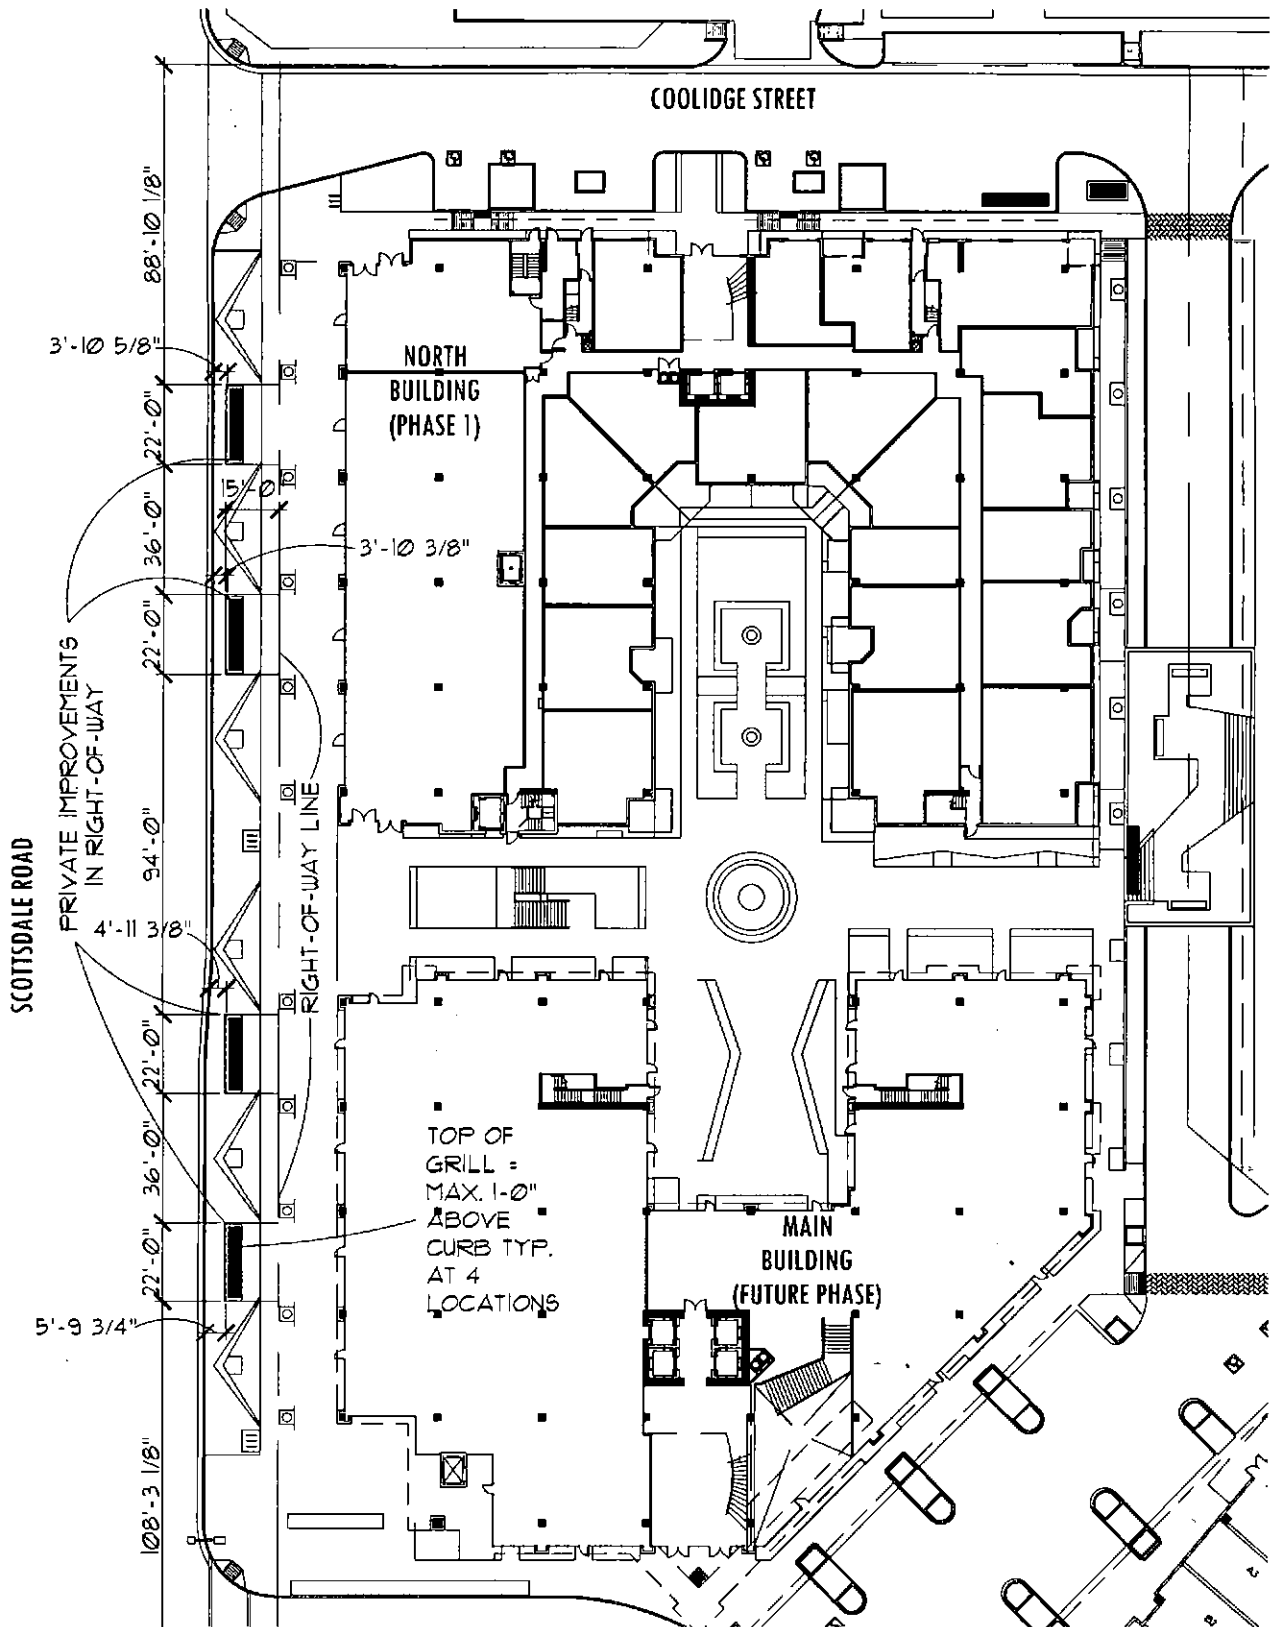 COOLIDGE STREET
88'-10 1/8"
3'-10 5/8"
NORTH
BUILDING
(PHASE 1)
22'-0"
15'-0"
36'-0"
3'-10 3/8"
22'-0"
PRIVATE IMPROVEMENTS
IN RIGHT-OF-WAY
RIGHT-OF-WAY LINE
SCOTTSDALE ROAD
94'-0"
4'-11 3/8"
22'-0"
36'-0"
TOP OF
GRILL =
MAX. 1-0"
ABOVE
CURB TYP.
AT 4
LOCATIONS
MAIN
BUILDING
(FUTURE PHASE)
22'-0"
5'-9 3/4"
108'-3 1/8"